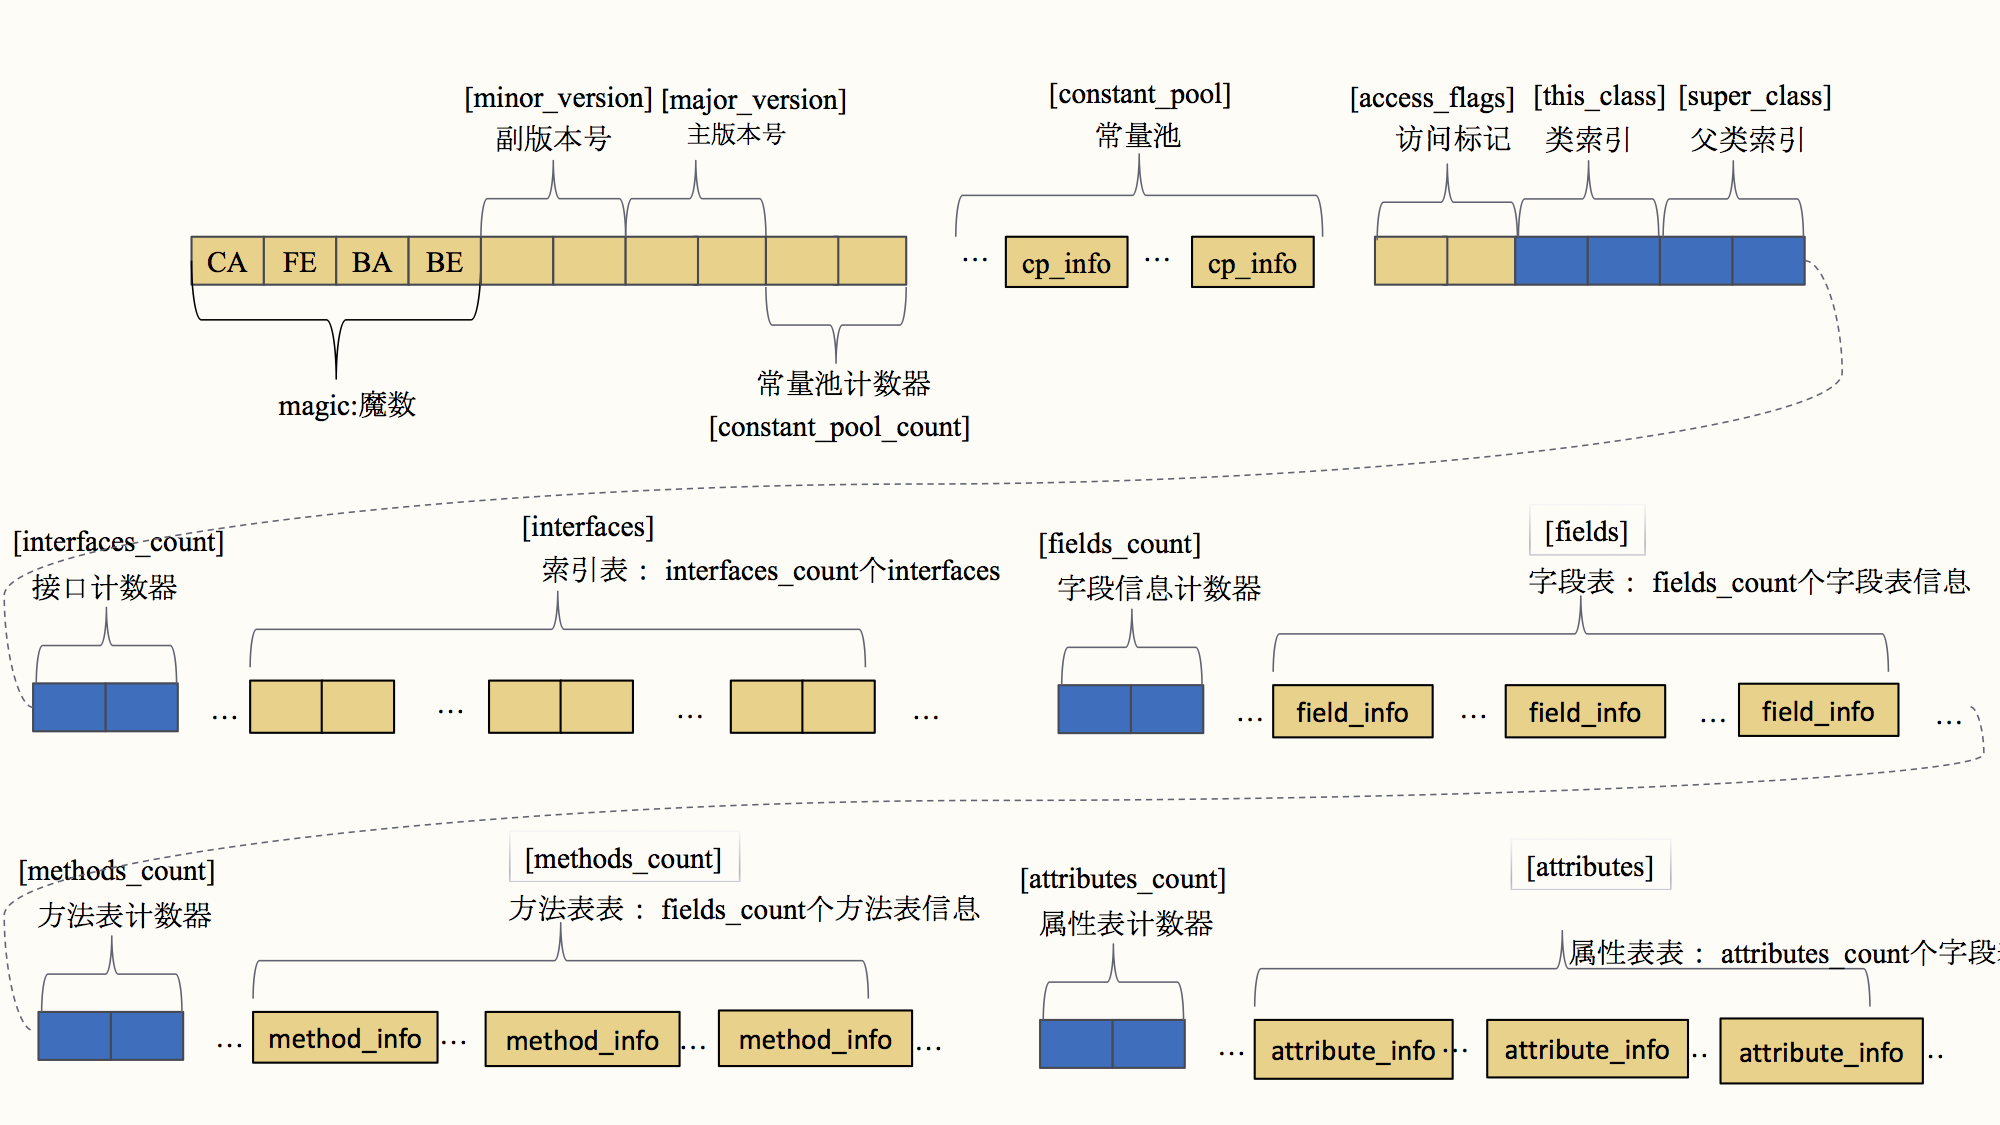 [minor_version]
副版本号
[major_version]
主版本号
[constant_pool]
常量池
[access_flags]
访问标记
[this_class]
类索引
[super_class]
父类索引
CA FE BA BE
… cp_info … cp_info
magic:魔数
常量池计数器
[constant_pool_count]
[interfaces_count]
接口计数器
[interfaces]
索引表： interfaces_count个interfaces
[fields_count]
字段信息计数器
[fields]
字段表： fields_count个字段表信息
… … … …
… field_info … field_info … field_info …
[methods_count]
方法表计数器
[methods_count]
方法表表： fields_count个方法表信息
[attributes_count]
属性表计数器
[attributes]
属性表表： attributes_count个字段
… method_info … method_info … method_info …
… attribute_info … attribute_info .. attribute_info ..